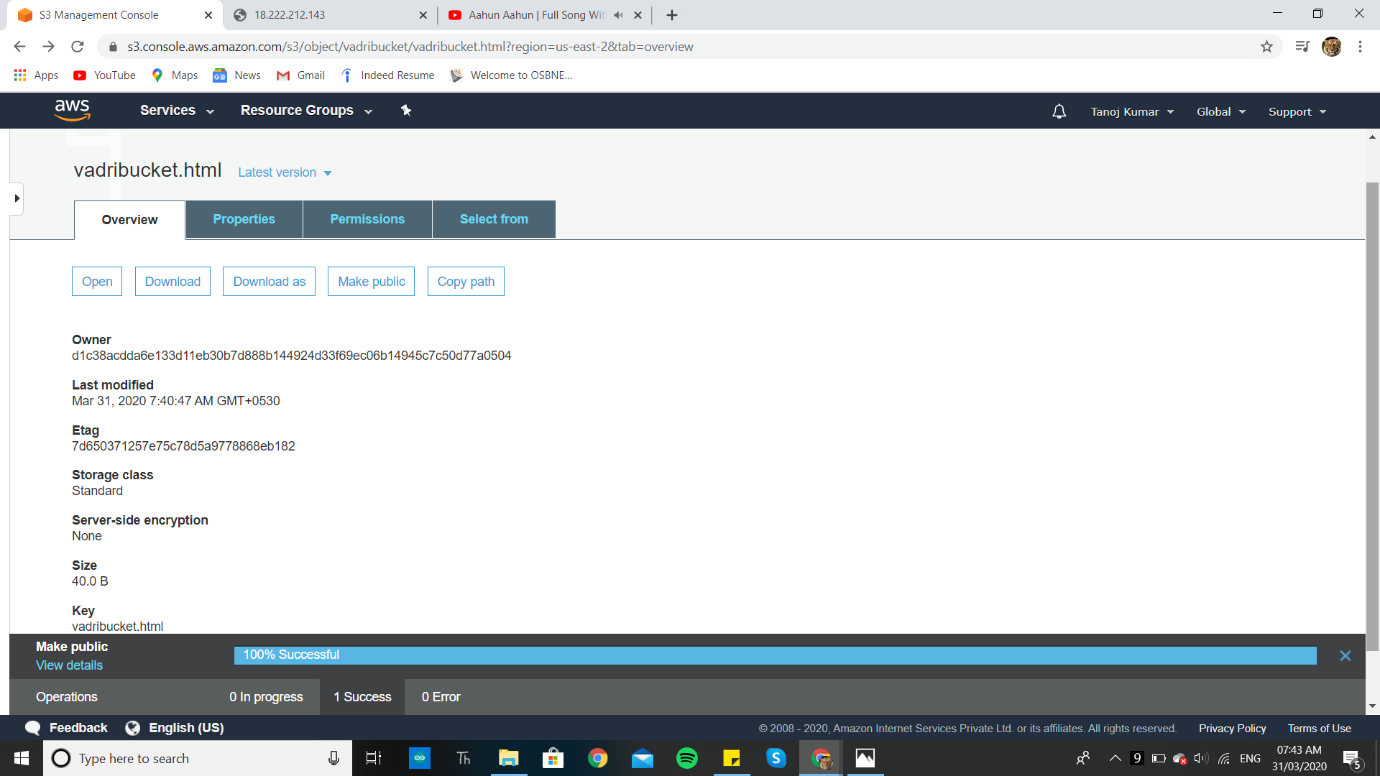 S3 Management Console
18.222.212.143
Aahun Aahun | Full Song Wit
s3.console.aws.amazon.com/s3/object/vadribucket/vadribucket.html?region=us-east-2&tab=overview
Apps YouTube Maps News Gmail Indeed Resume Welcome to OSBNE...
aws Services Resource Groups Tanoj Kumar Global Support
vadribucket.html Latest version
Overview Properties Permissions Select from
Open Download Download as Make public Copy path
Owner
d1c38acdda6e133d11eb30b7d888b144924d33f69ec06b14945c7c50d77a0504
Last modified
Mar 31, 2020 7:40:47 AM GMT+0530
Etag
7d650371257e75c78d5a9778868eb182
Storage class
Standard
Server-side encryption
None
Size
40.0 B
Key
vadribucket.html
Make public
100% Successful
View details
Operations 0 In progress 1 Success 0 Error
Feedback English (US) © 2008 - 2020, Amazon Internet Services Private Ltd. or its affiliates. All rights reserved. Privacy Policy Terms of Use
Type here to search Th 9 ENG 07:43 AM
31/03/2020 5